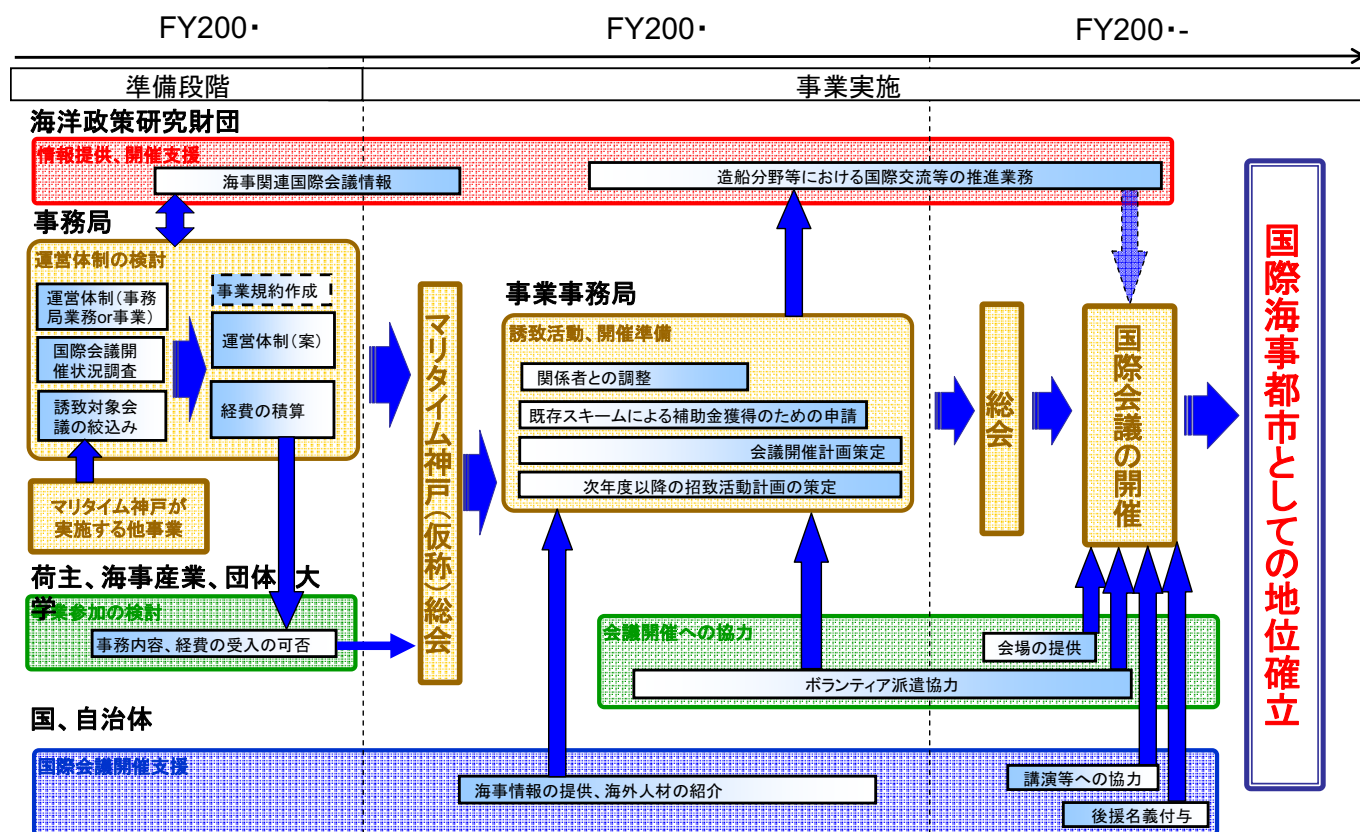 FY200・
FY200・
FY200・-
準備段階
事業実施
海洋政策研究財団
情報提供、開催支援
海事関連国際会議情報
造船分野等における国際交流等の推進業務
事務局
運営体制の検討
運営体制(事務
局業務or事業)
国際会議開
催状況調査
誘致対象会
議の絞込み
事業規約作成
運営体制(案)
経費の積算
マリタイム神戸が
実施する他事業
マリタイム神戸(仮称)総会
事業事務局
誘致活動、開催準備
関係者との調整
既存スキームによる補助金獲得のための申請
会議開催計画策定
次年度以降の招致活動計画の策定
総会
国際会議の開催
国際海事都市としての地位確立
荷主、海事産業、団体 大
学
業参加の検討
事務内容、経費の受入の可否
会議開催への協力
会場の提供
ボランティア派遣協力
国、自治体
国際会議開催支援
海事情報の提供、海外人材の紹介
講演等への協力
後援名義付与